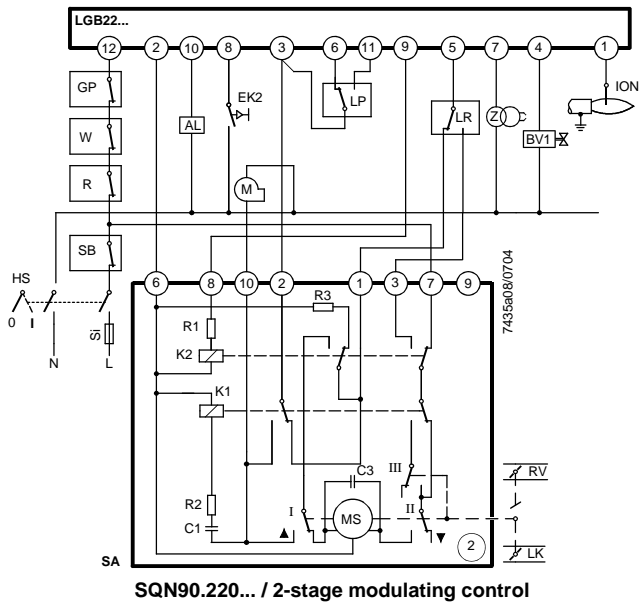 LGB22...
12 2 10 8 3 6 11 9 5 7 4 1
GP
EK2
LP
ION
W
AL
LR
Z
BV1
R
M
SB
HS
0 I
Si
N L
6 8 10 2 1 3 7 9
7435a08/0704
R3
R1
K2
K1
C3
III
RV
R2
I
MS
II
C1
2
LK
SA
SQN90.220... / 2-stage modulating control